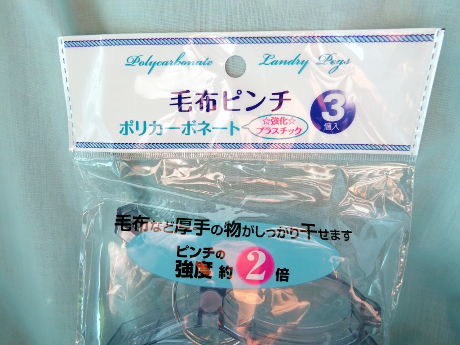 Polycarbonate Landry Pegs
毛布ピンチ
3個入
ポリカーボネート
☆強化☆
プラスチック
毛布など厚手の物がしっかり干せます
ピンチの
強度 約2倍